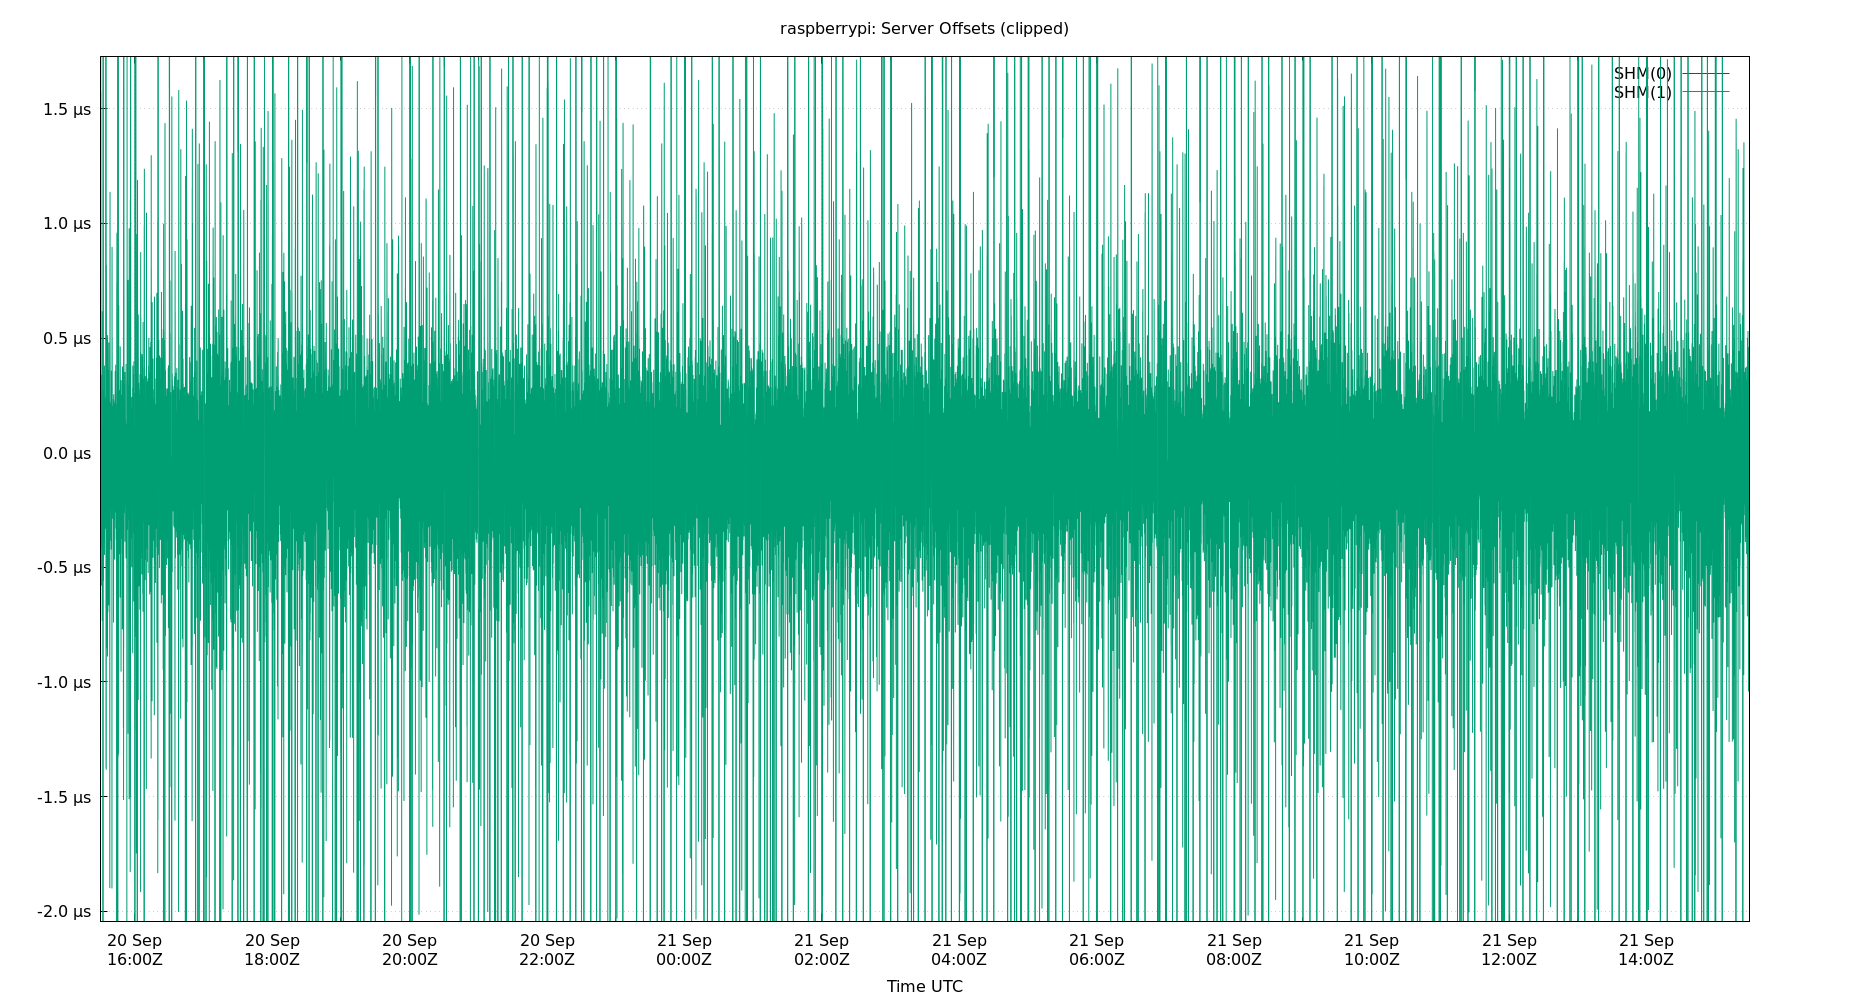 raspberrypi: Server Offsets (clipped)
SHM(0)
SHM(1)
1.5 µs
1.0 µs
0.5 µs
0.0 µs
-0.5 µs
-1.0 µs
-1.5 µs
-2.0 µs
20 Sep 20 Sep 20 Sep 20 Sep 21 Sep 21 Sep 21 Sep 21 Sep 21 Sep 21 Sep 21 Sep 21 Sep
16:00Z 18:00Z 20:00Z 22:00Z 00:00Z 02:00Z 04:00Z 06:00Z 08:00Z 10:00Z 12:00Z 14:00Z
Time UTC